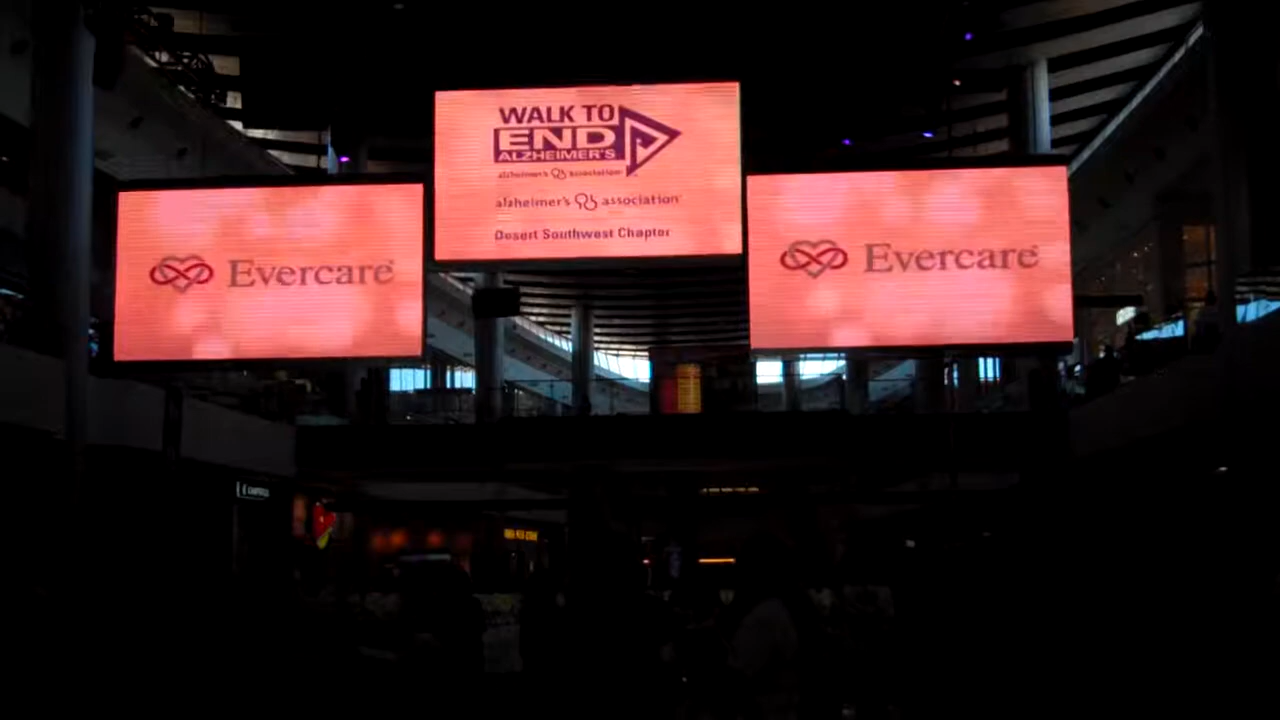 WALK TO
END
ALZHEIMER'S
alzheimer's association
alzheimer's association
Desert Southwest Chapter
Evercare
Evercare